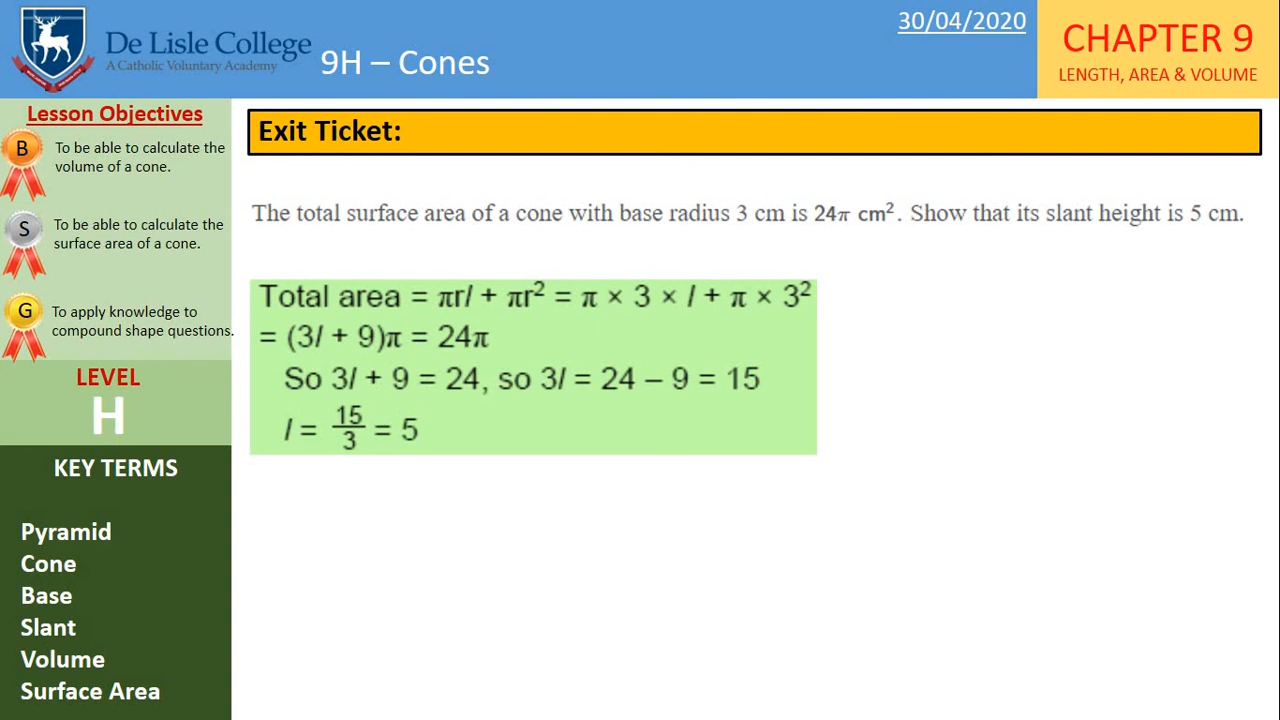 De Lisle College
A Catholic Voluntary Academy
9H – Cones
30/04/2020
CHAPTER 9
LENGTH, AREA & VOLUME
Lesson Objectives
B
To be able to calculate the
volume of a cone.
S
To be able to calculate the
surface area of a cone.
G
To apply knowledge to
compound shape questions.
LEVEL
H
KEY TERMS
Pyramid
Cone
Base
Slant
Volume
Surface Area
Exit Ticket:
The total surface area of a cone with base radius 3 cm is 24π cm². Show that its slant height is 5 cm.
Total area = πrl + πr² = π × 3 × l + π × 3²
= (3l + 9)π = 24π
So 3l + 9 = 24, so 3l = 24 – 9 = 15
l = 15/3 = 5